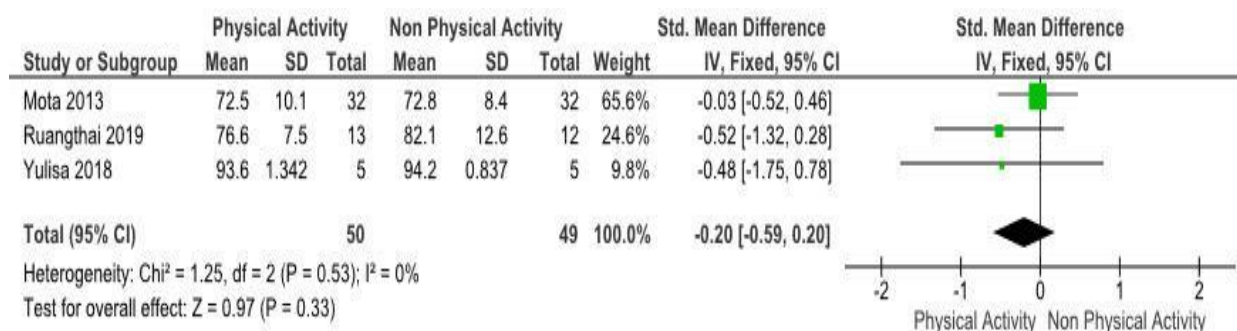 Physical Activity Non Physical Activity Std. Mean Difference Std. Mean Difference
Study or Subgroup Mean SD Total Mean SD Total Weight IV, Fixed, 95% CI IV, Fixed, 95% CI
Mota 2013 72.5 10.1 32 72.8 8.4 32 65.6% -0.03 [-0.52, 0.46]
Ruangthai 2019 76.6 7.5 13 82.1 12.6 12 24.6% -0.52 [-1.32, 0.28]
Yulisa 2018 93.6 1.342 5 94.2 0.837 5 9.8% -0.48 [-1.75, 0.78]
Total (95% CI) 50 49 100.0% -0.20 [-0.59, 0.20]
Heterogeneity: Chi² = 1.25, df = 2 (P = 0.53); I² = 0%
Test for overall effect: Z = 0.97 (P = 0.33)
-2 -1 0 1 2
Physical Activity Non Physical Activity